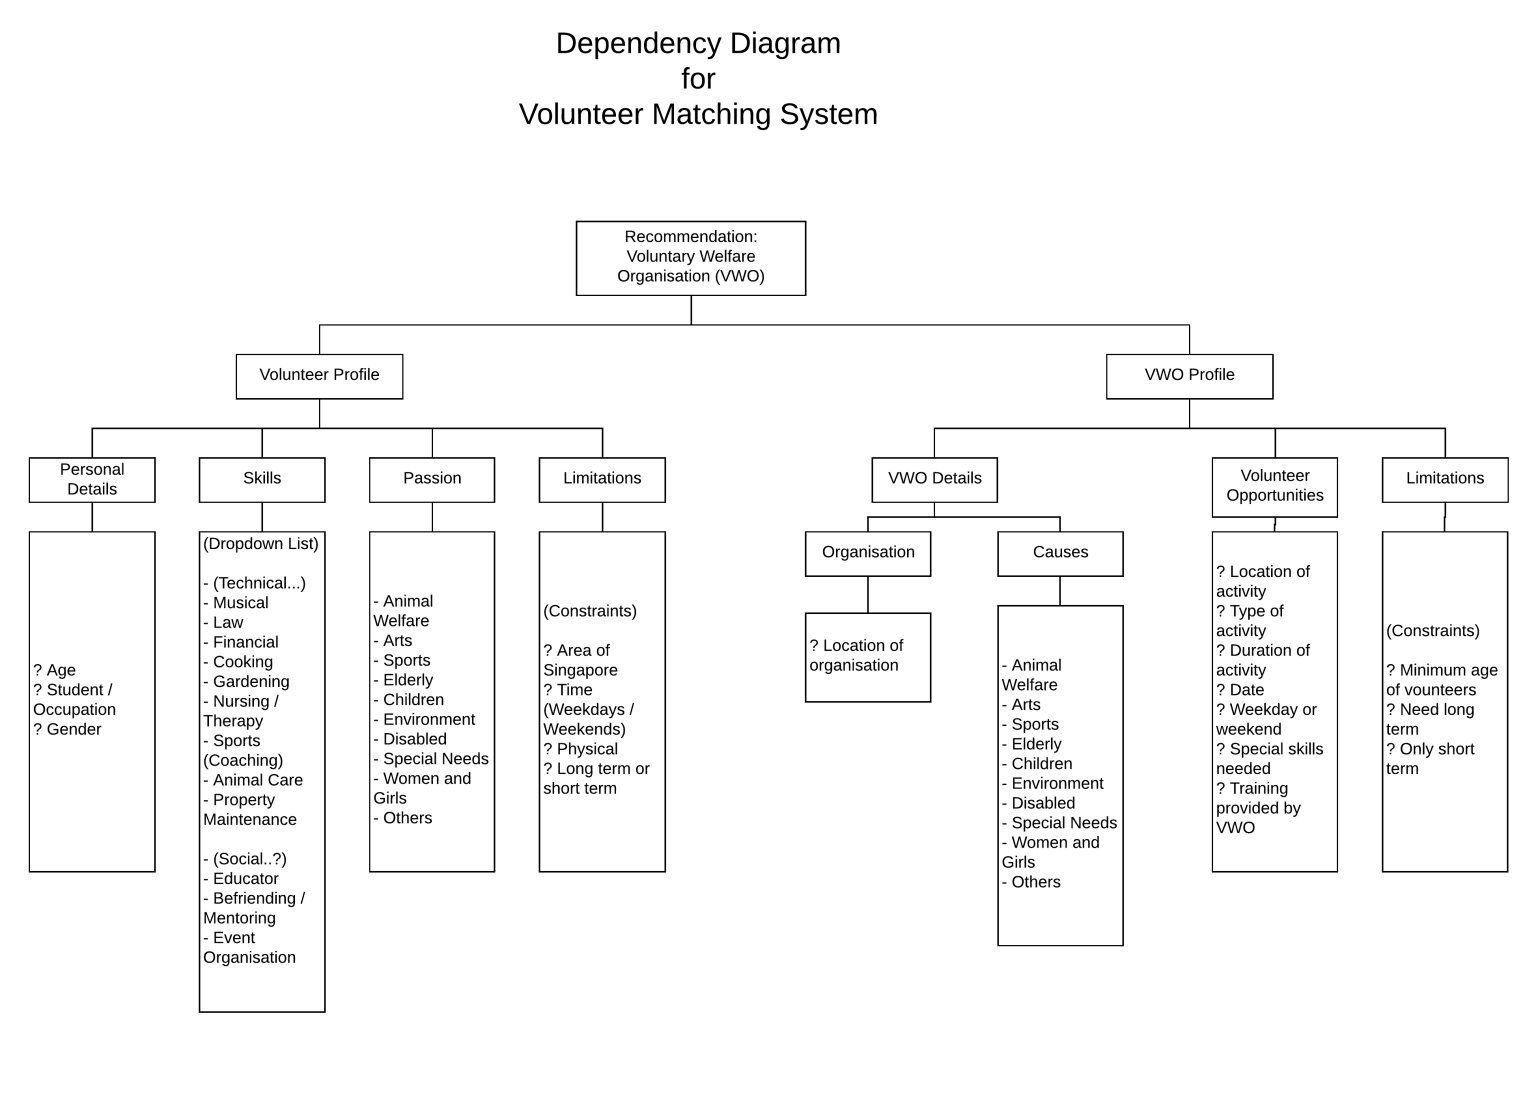 Dependency Diagram
for
Volunteer Matching System
Recommendation:
Voluntary Welfare
Organisation (VWO)
Volunteer Profile
VWO Profile
Personal
Details
Skills
Passion
Limitations
VWO Details
Volunteer
Opportunities
Limitations
? Age
? Student /
Occupation
? Gender
(Dropdown List)
- (Technical...)
- Musical
- Law
- Financial
- Cooking
- Gardening
- Nursing /
Therapy
- Sports
(Coaching)
- Animal Care
- Property
Maintenance
- (Social..?)
- Educator
- Befriending /
Mentoring
- Event
Organisation
- Animal
Welfare
- Arts
- Sports
- Elderly
- Children
- Environment
- Disabled
- Special Needs
- Women and
Girls
- Others
(Constraints)
? Area of
Singapore
? Time
(Weekdays /
Weekends)
? Physical
? Long term or
short term
Organisation
? Location of
organisation
Causes
- Animal
Welfare
- Arts
- Sports
- Elderly
- Children
- Environment
- Disabled
- Special Needs
- Women and
Girls
- Others
? Location of
activity
? Type of
activity
? Duration of
activity
? Date
? Weekday or
weekend
? Special skills
needed
? Training
provided by
VWO
(Constraints)
? Minimum age
of vounteers
? Need long
term
? Only short
term